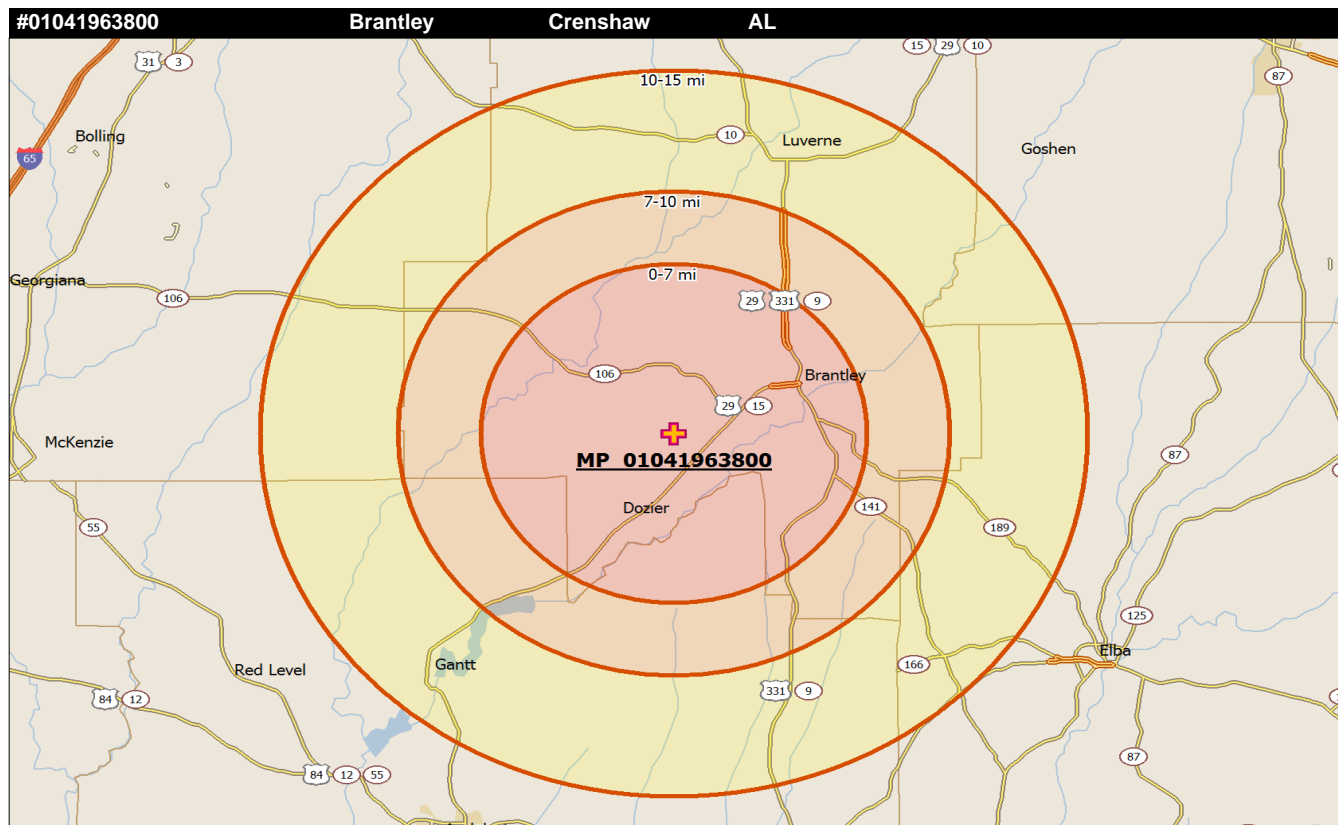 #01041963800 Brantley Crenshaw AL
15 29 10
31 3
10-15 mi
87
Bolling
10
Luverne
65
Goshen
7-10 mi
0-7 mi
Georgiana
106
29 331 9
106
Brantley
29 15
McKenzie
87
MP 01041963800
Dozier
141
55
189
125
Elba
Gantt
166
Red Level
84 12
331 9
87
84 12 55